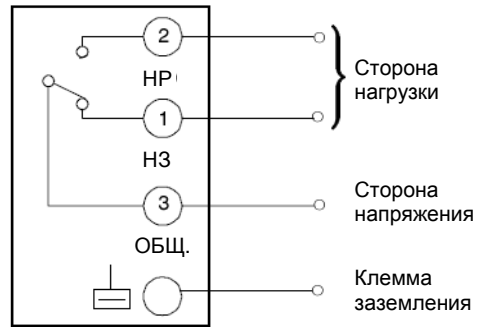 2
НР
Сторона
нагрузки
1
НЗ
3
Сторона
напряжения
ОБЩ.
Клемма
заземления